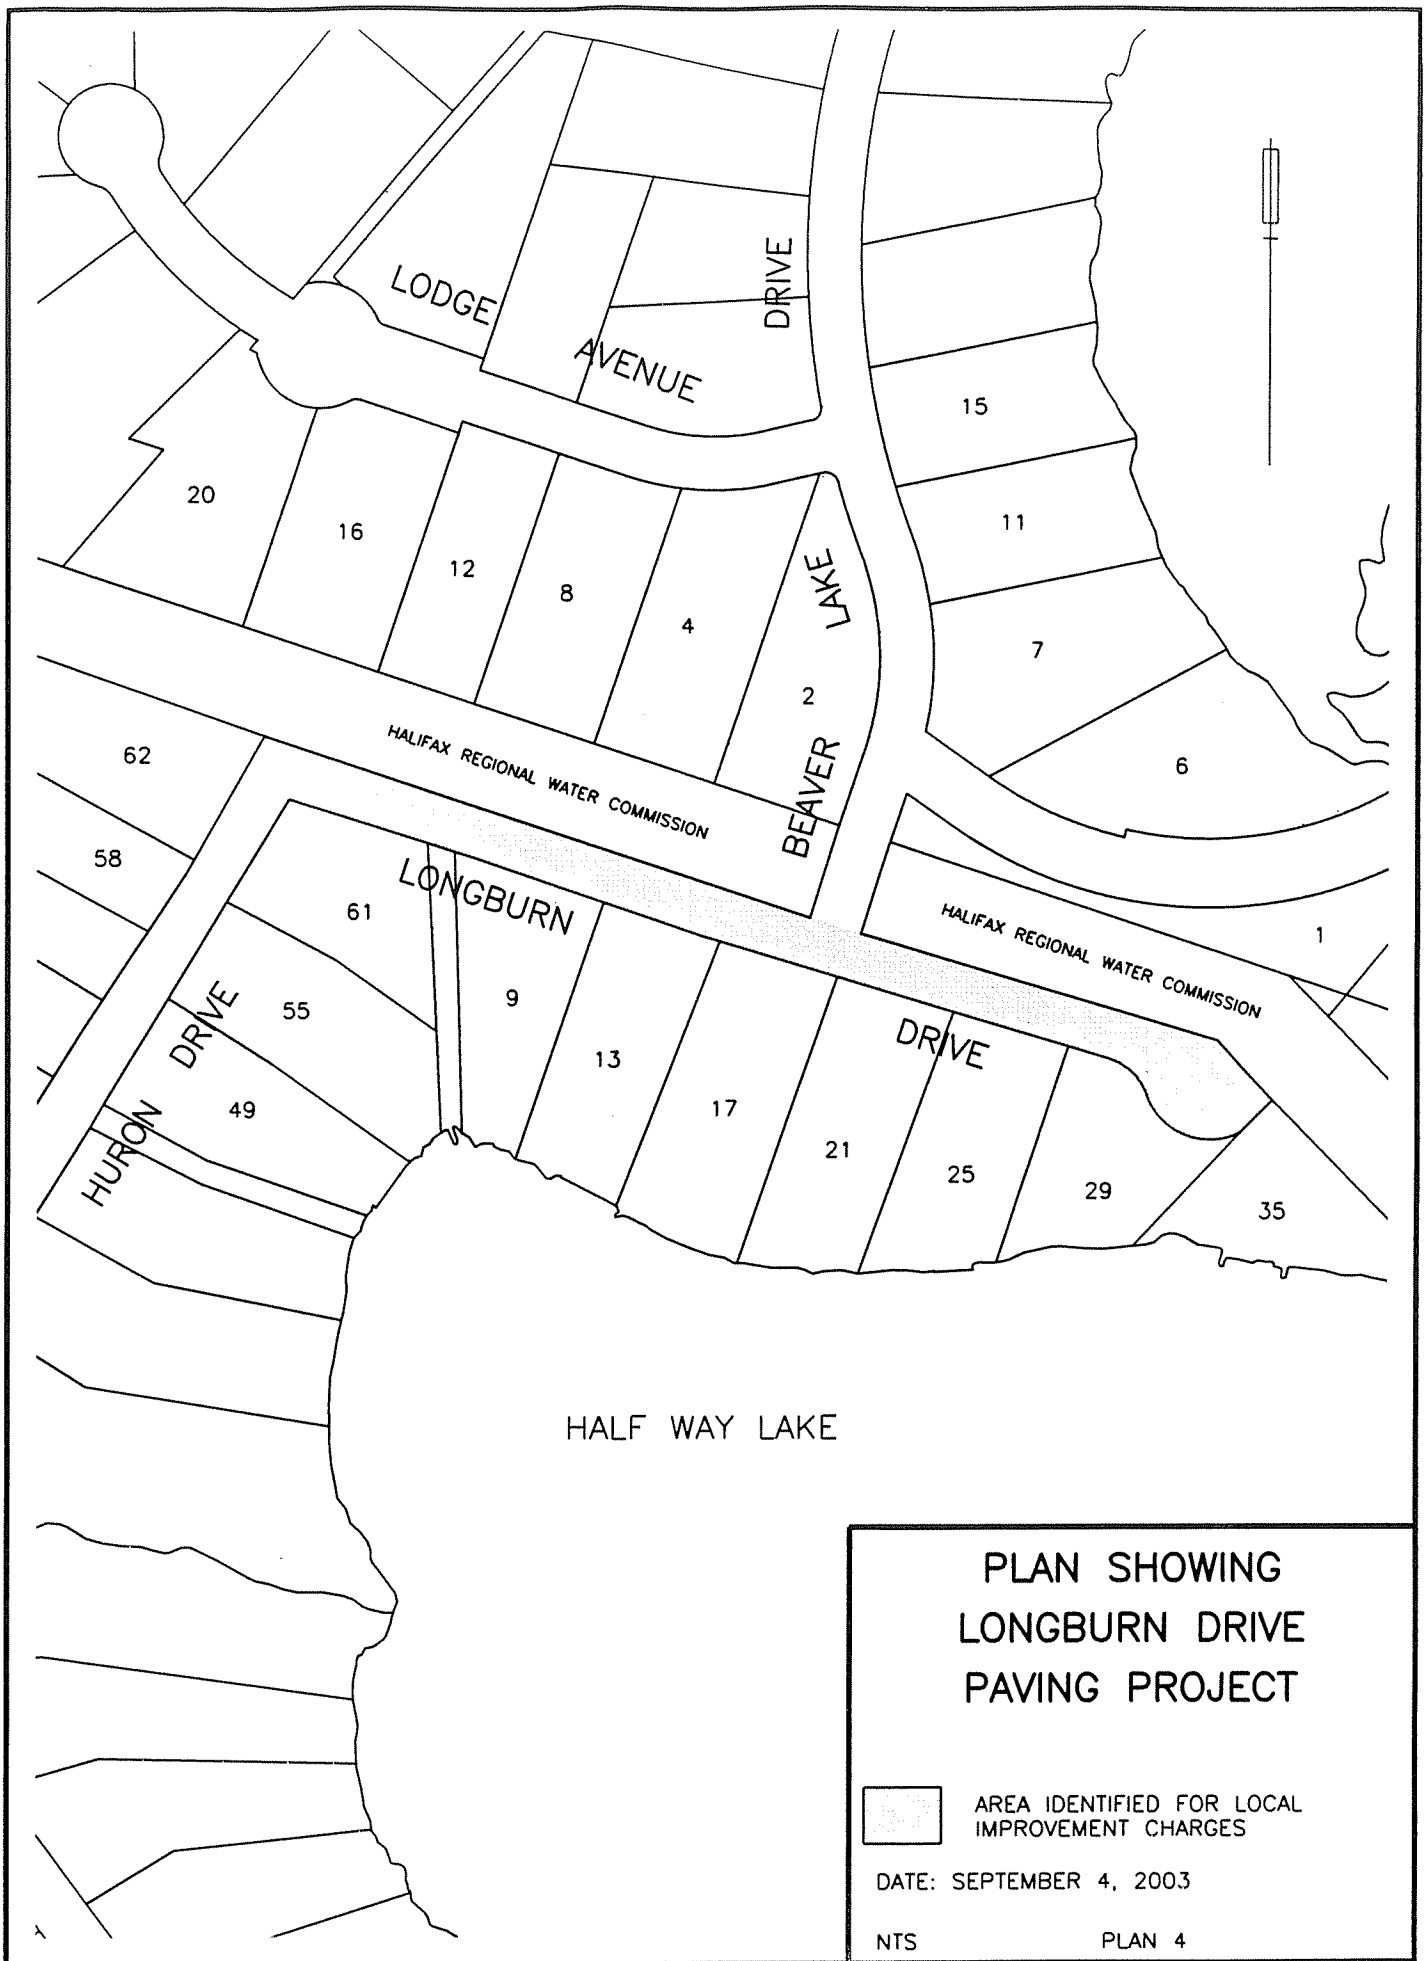 LODGE
AVENUE
DRIVE
15
11
7
6
20
16
12
8
4
2
LAKE
BEAVER
62
58
HALIFAX REGIONAL WATER COMMISSION
HALIFAX REGIONAL WATER COMMISSION
1
LONGBURN
DRIVE
61
55
49
HURON DRIVE
9
13
17
21
25
29
35
HALF WAY LAKE
PLAN SHOWING
LONGBURN DRIVE
PAVING PROJECT
AREA IDENTIFIED FOR LOCAL
IMPROVEMENT CHARGES
DATE: SEPTEMBER 4, 2003
NTS PLAN 4